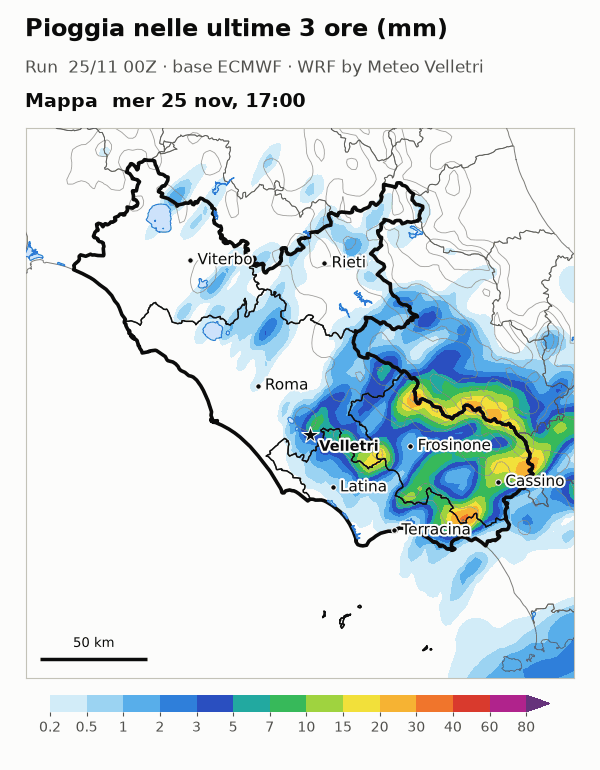 Pioggia nelle ultime 3 ore (mm)
Run  25/11 00Z · base ECMWF · WRF by Meteo Velletri
Mappa  mer 25 nov, 17:00
Viterbo
Rieti
Roma
Velletri
Frosinone
Latina
Cassino
Terracina
50 km
0.2 0.5 1 2 3 5 7 10 15 20 30 40 60 80